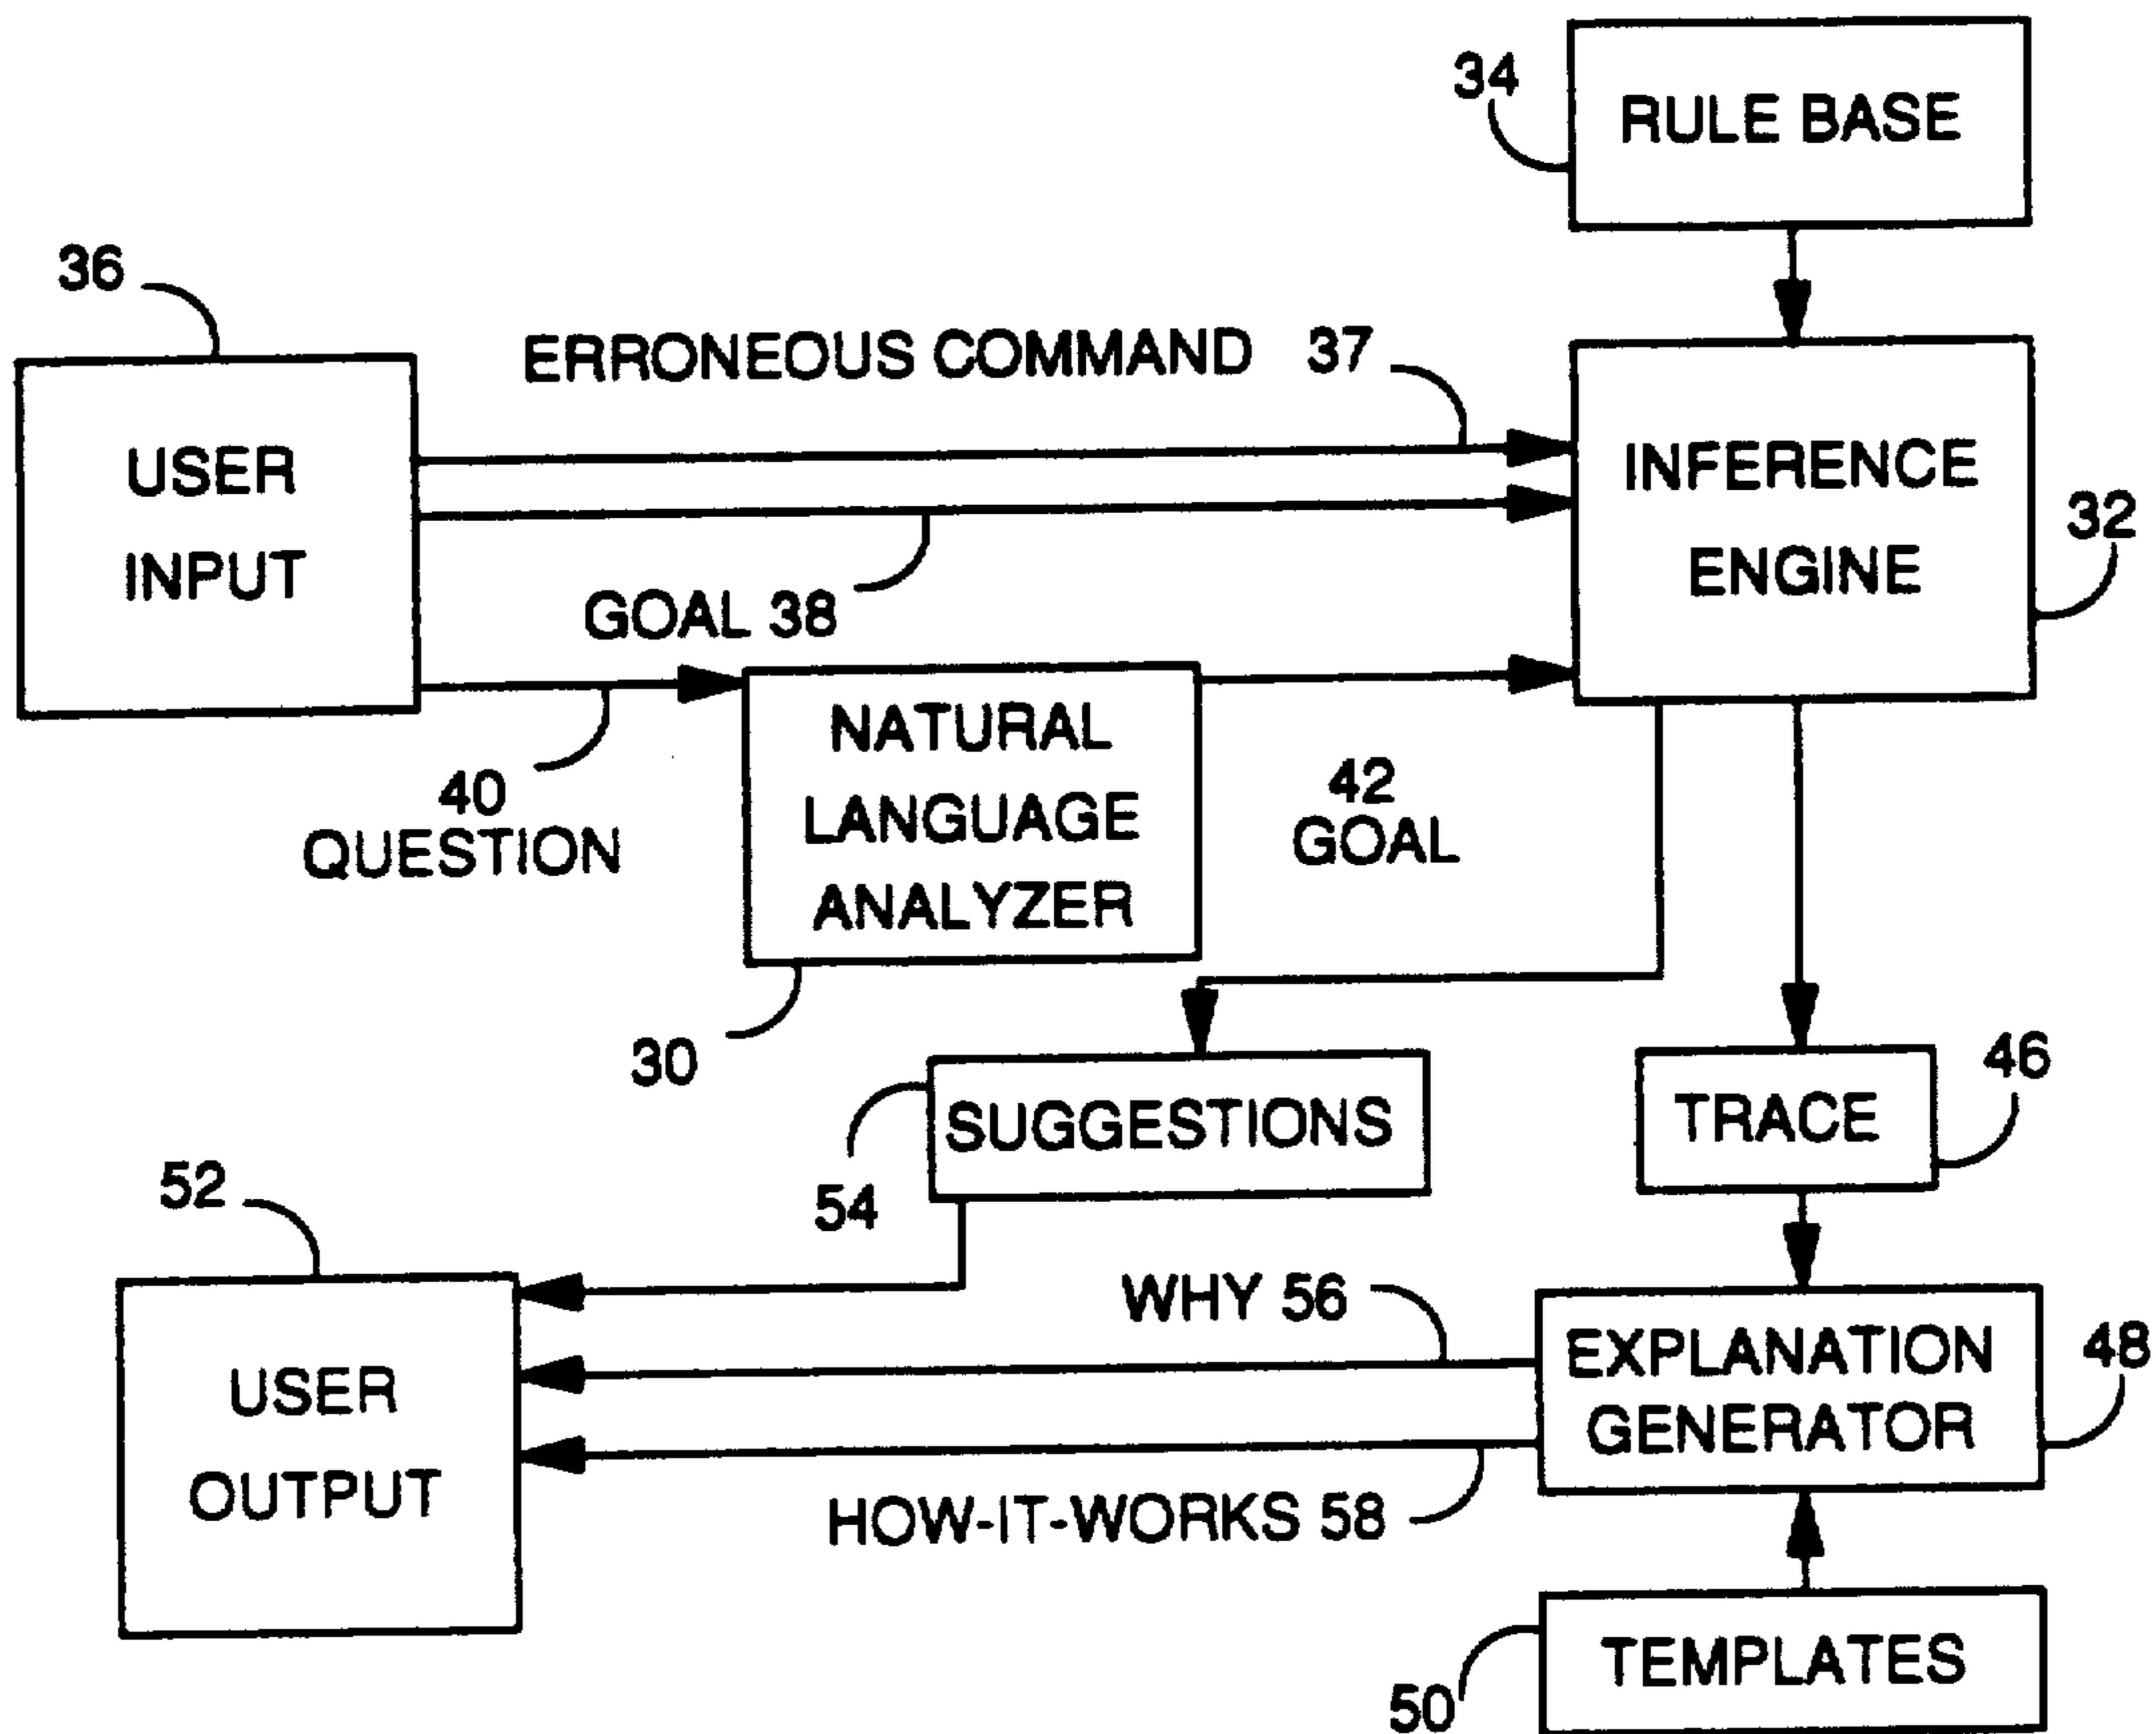 34
RULE BASE
36
ERRONEOUS COMMAND 37
USER
INPUT
INFERENCE
ENGINE
32
GOAL 38
40
QUESTION
NATURAL
LANGUAGE
ANALYZER
42
GOAL
30
SUGGESTIONS
54
TRACE
46
52
WHY 56
USER
OUTPUT
EXPLANATION
GENERATOR
48
HOW-IT-WORKS 58
TEMPLATES
50